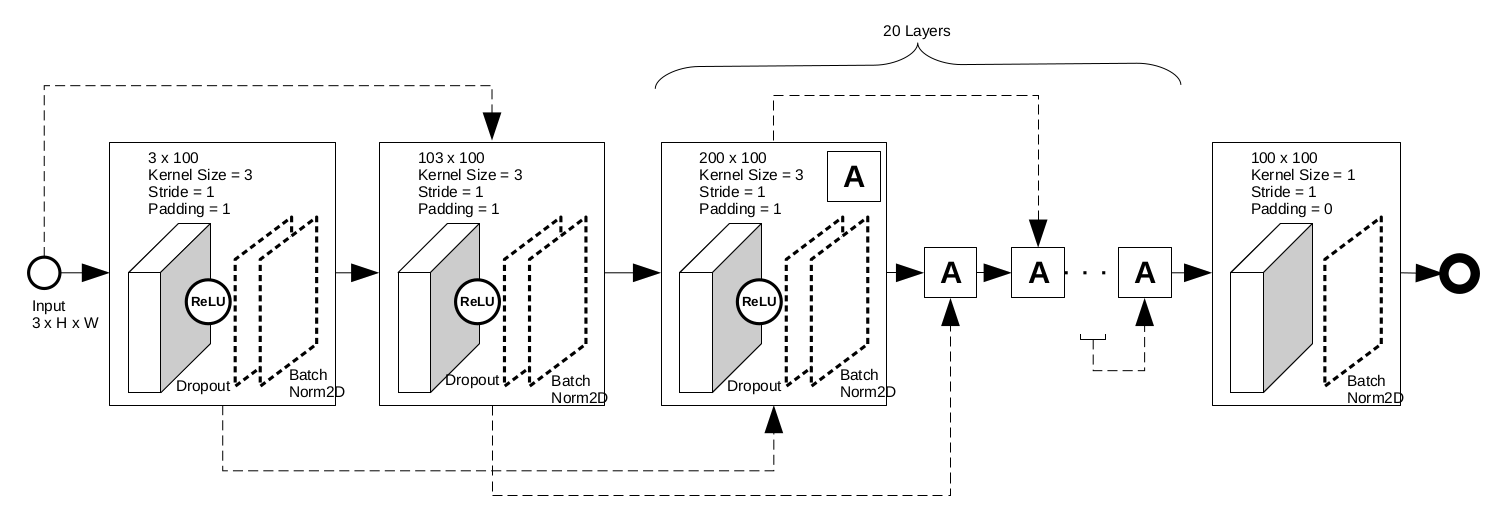 20 Layers
3 x 100
Kernel Size = 3
Stride = 1
Padding = 1
ReLU
Dropout
Batch
Norm2D
103 x 100
Kernel Size = 3
Stride = 1
Padding = 1
ReLU
Dropout
Batch
Norm2D
200 x 100
Kernel Size = 3
Stride = 1
Padding = 1
A
ReLU
Dropout
Batch
Norm2D
A
A
. . .
A
100 x 100
Kernel Size = 1
Stride = 1
Padding = 0
Batch
Norm2D
Input
3 x H x W